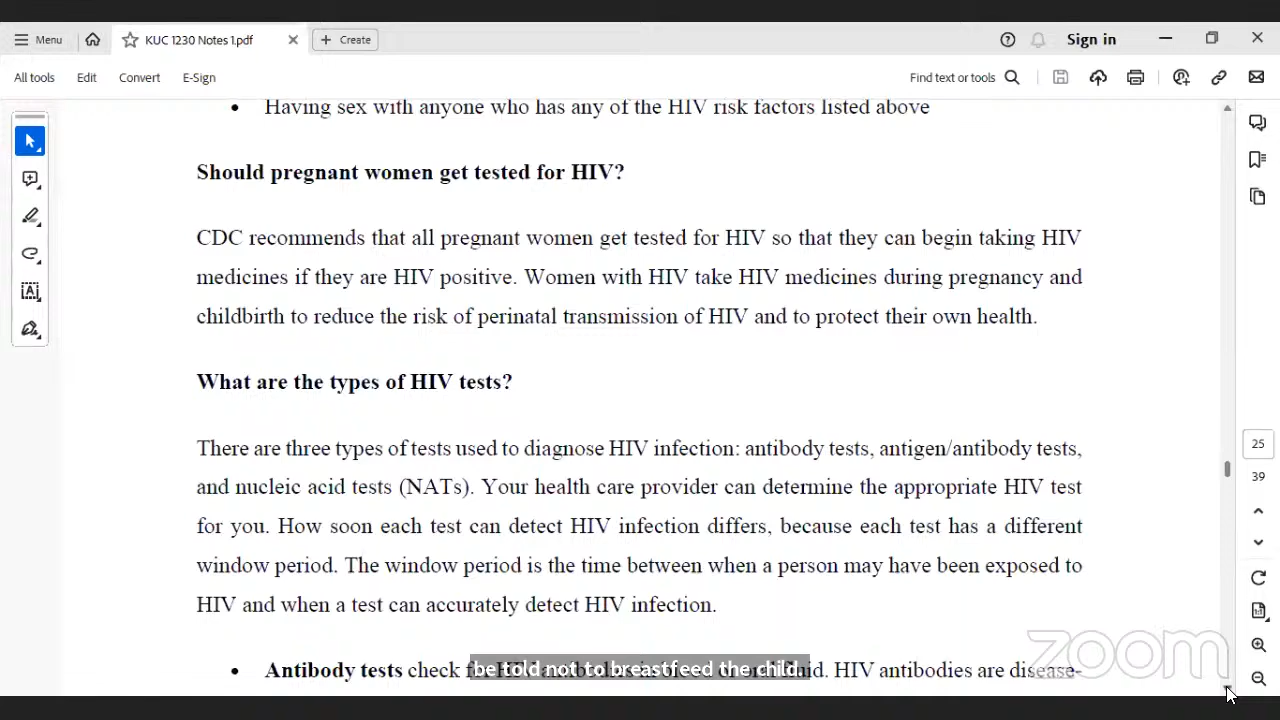 Menu
KUC 1230 Notes 1.pdf
Create
Sign in
All tools
Edit
Convert
E-Sign
Find text or tools
• Having sex with anyone who has any of the HIV risk factors listed above
Should pregnant women get tested for HIV?
CDC recommends that all pregnant women get tested for HIV so that they can begin taking HIV
medicines if they are HIV positive. Women with HIV take HIV medicines during pregnancy and
childbirth to reduce the risk of perinatal transmission of HIV and to protect their own health.
What are the types of HIV tests?
There are three types of tests used to diagnose HIV infection: antibody tests, antigen/antibody tests,
and nucleic acid tests (NATs). Your health care provider can determine the appropriate HIV test
for you. How soon each test can detect HIV infection differs, because each test has a different
window period. The window period is the time between when a person may have been exposed to
HIV and when a test can accurately detect HIV infection.
• Antibody tests check HIV antibodies are disease-
be told not to breastfeed the child.
25
39
zoom